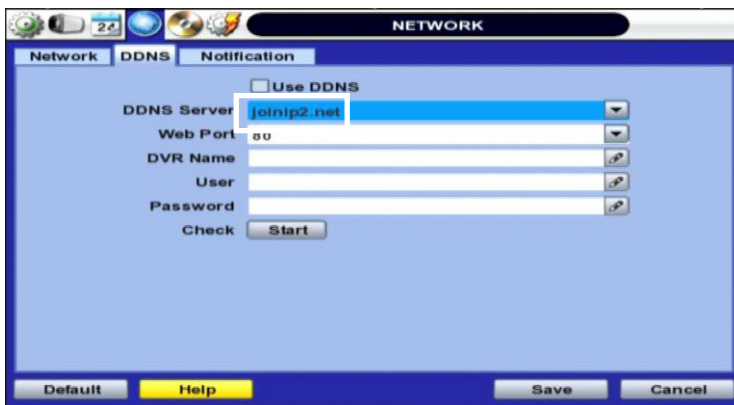 24
NETWORK
Network DDNS Notification
Use DDNS
DDNS Server joinip2.net
Web Port 80
DVR Name
User
Password
Check Start
Default Help Save Cancel